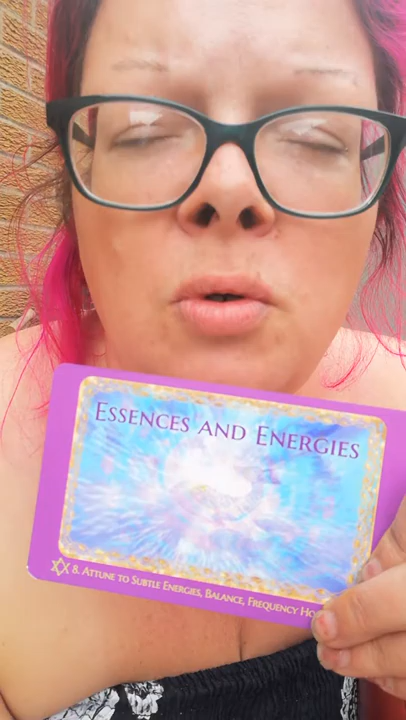 Essences and Energies
8. Attune to Subtle Energies, Balance, Frequency